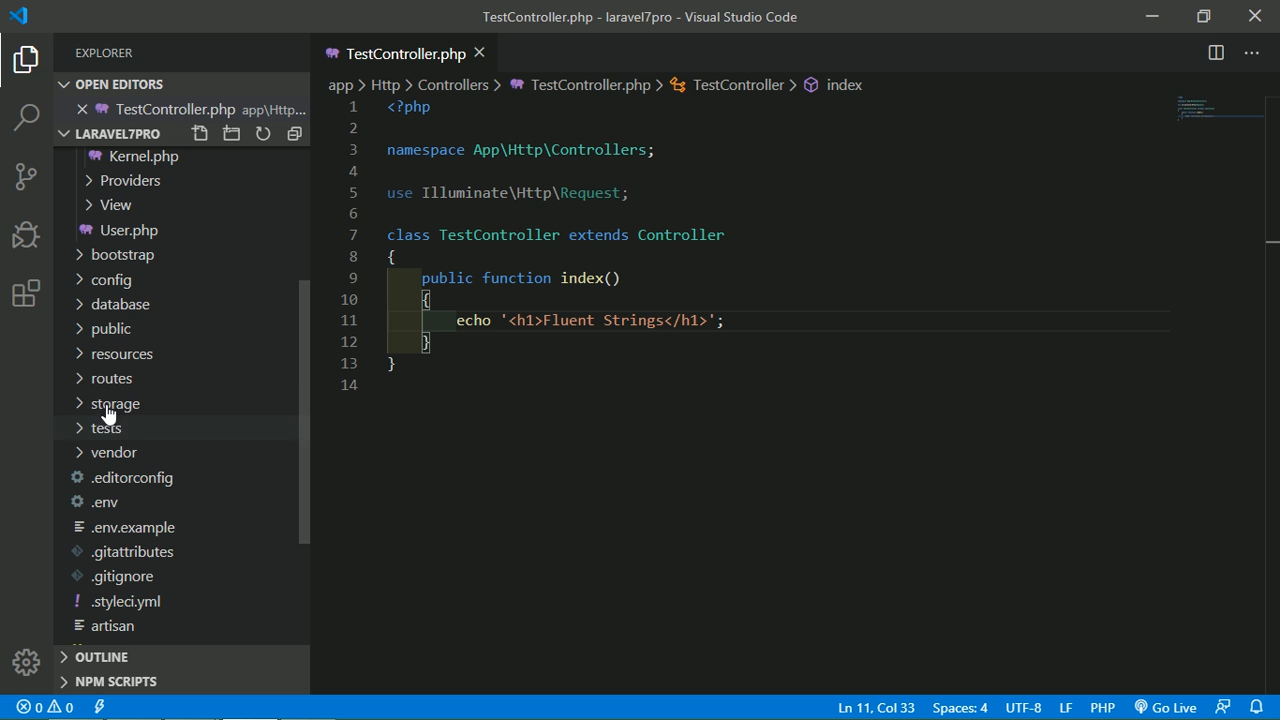 TestController.php - laravel7pro - Visual Studio Code
EXPLORER
OPEN EDITORS
TestController.php app\Http...
LARAVEL7PRO
Kernel.php
Providers
View
User.php
bootstrap
config
database
public
resources
routes
storage
tests
vendor
.editorconfig
.env
.env.example
.gitattributes
.gitignore
.styleci.yml
artisan
OUTLINE
NPM SCRIPTS
TestController.php
app > Http > Controllers > TestController.php > TestController > index
1 <?php
2
3 namespace App\Http\Controllers;
4
5 use Illuminate\Http\Request;
6
7 class TestController extends Controller
8 {
9 public function index()
10 {
11 echo '<h1>Fluent Strings</h1>';
12 }
13 }
14
0 0 Ln 11, Col 33 Spaces: 4 UTF-8 LF PHP Go Live